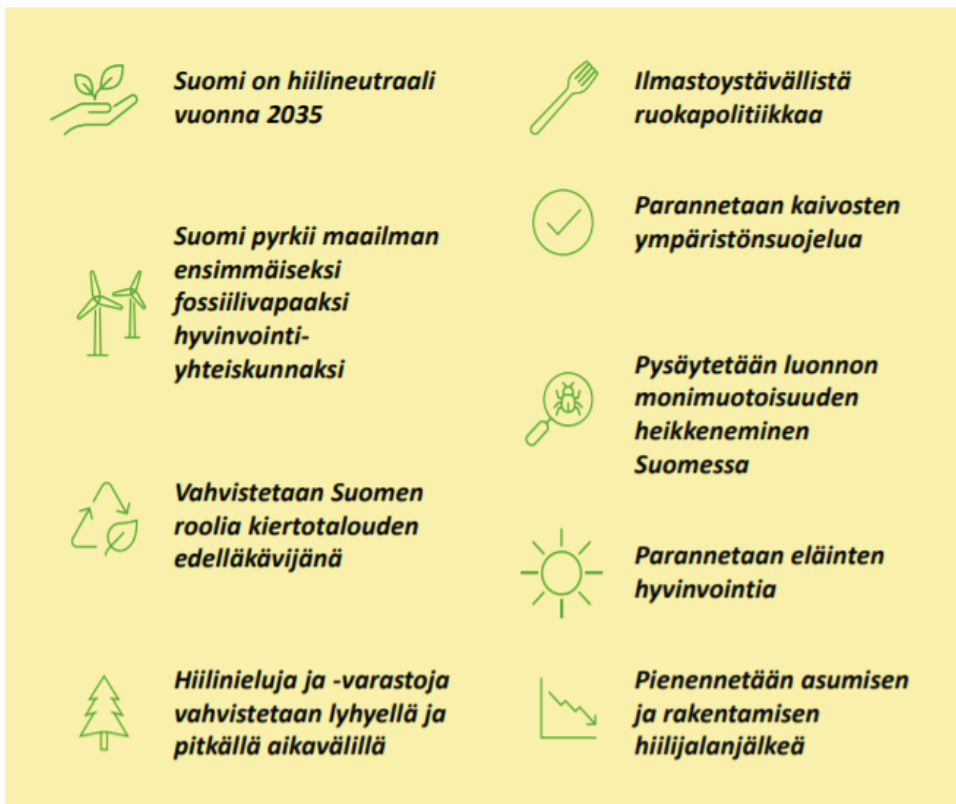 Suomi on hiilineutraali
vuonna 2035
Suomi pyrkii maailman
ensimmäiseksi
fossiilivapaaksi
hyvinvointi-
yhteiskunnaksi
Vahvistetaan Suomen
roolia kiertotalouden
edelläkävijänä
Hiilinieluja ja -varastoja
vahvistetaan lyhyellä ja
pitkällä aikavälillä
Ilmastoystävällistä
ruokapolitiikkaa
Parannetaan kaivosten
ympäristönsuojelua
Pysäytetään luonnon
monimuotoisuuden
heikkeneminen
Suomessa
Parannetaan eläinten
hyvinvointia
Pienennetään asumisen
ja rakentamisen
hiilijalanjälkeä